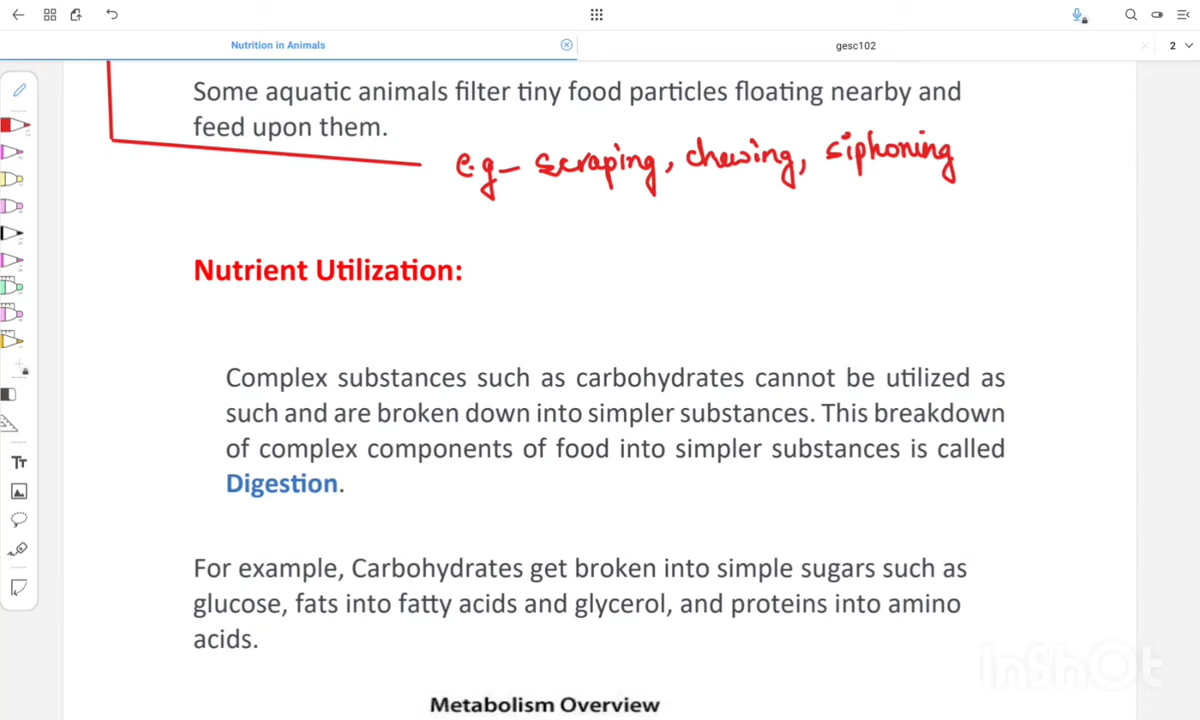 Nutrition in Animals
gesc102
2
Some aquatic animals filter tiny food particles floating nearby and
feed upon them.
e.g- scraping, chewing, siphoning
Nutrient Utilization:
Complex substances such as carbohydrates cannot be utilized as
such and are broken down into simpler substances. This breakdown
of complex components of food into simpler substances is called
Digestion.
For example, Carbohydrates get broken into simple sugars such as
glucose, fats into fatty acids and glycerol, and proteins into amino
acids.
InShOt
Metabolism Overview
TT